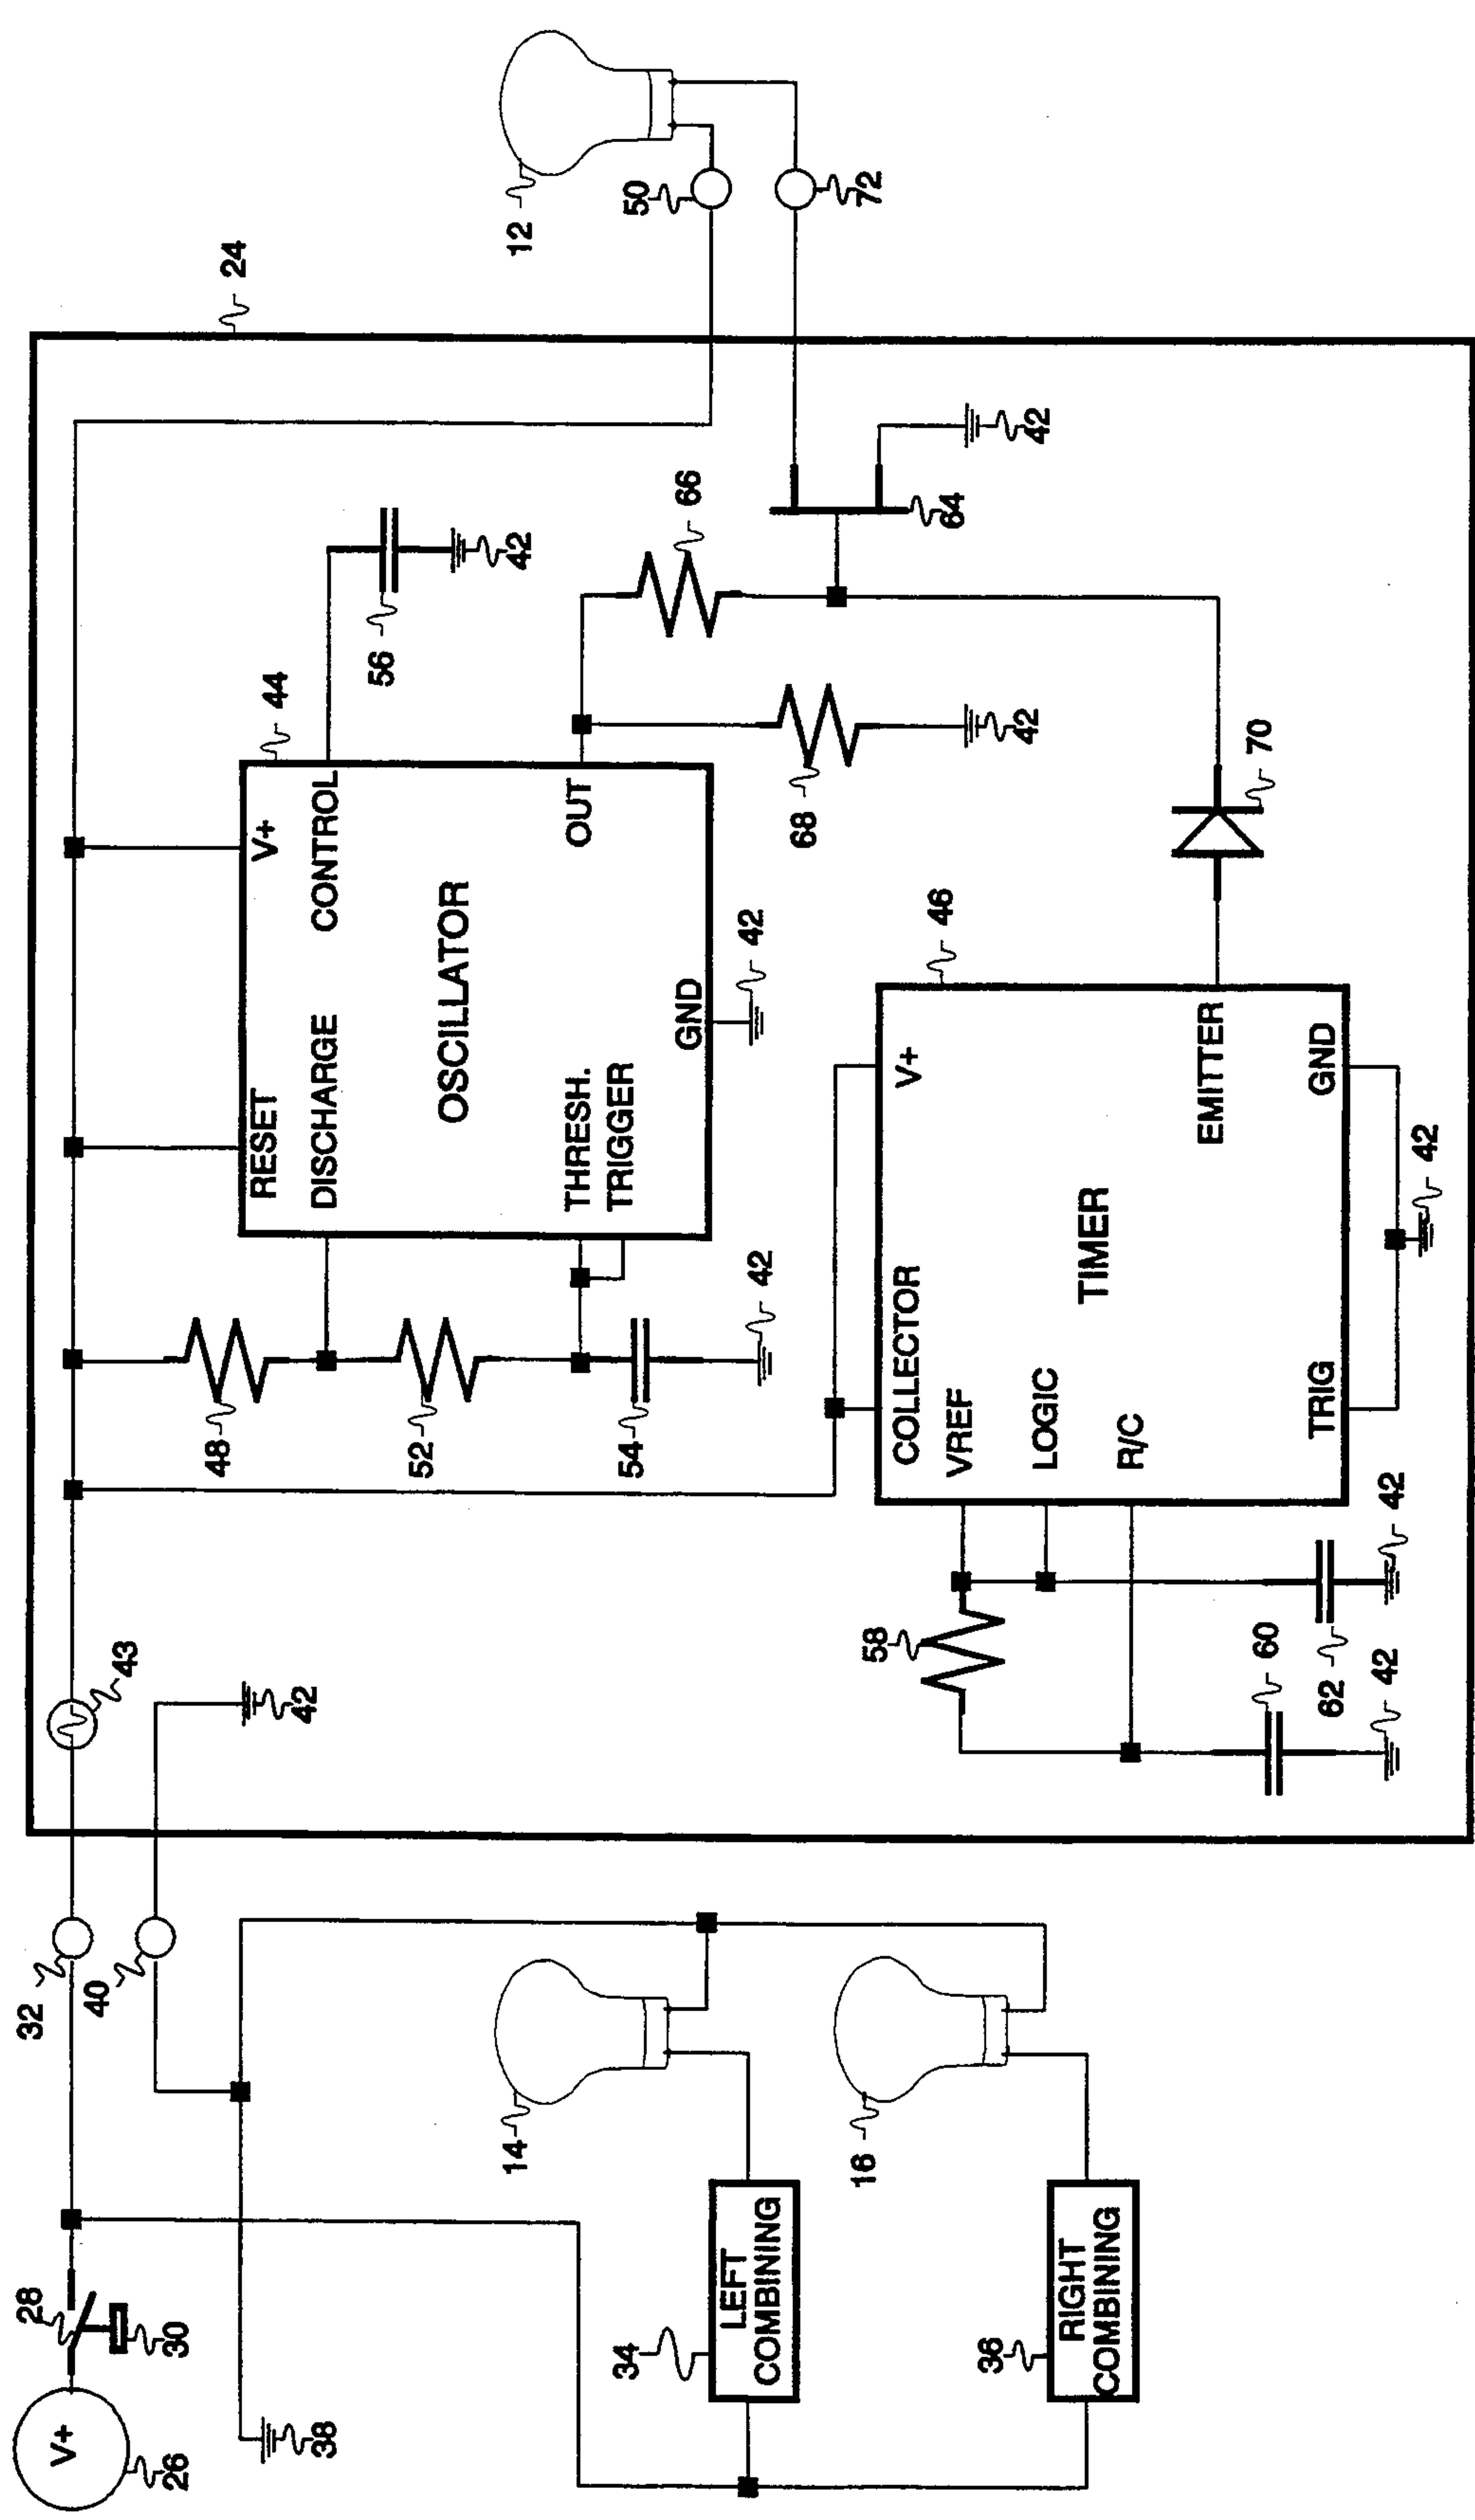 24
12
50
72
44
56
42
66
64
42
V+
CONTROL
OUT
68
42
RESET
DISCHARGE
OSCILLATOR
THRESH.
TRIGGER
GND
42
46
70
48
52
54
42
V+
COLLECTOR
VREF
LOGIC
R/C
TIMER
EMITTER
TRIG
GND
42
43
42
58
60
62
42
42
32
40
28
30
V+
26
38
14
16
34
LEFT
COMBINING
36
RIGHT
COMBINING